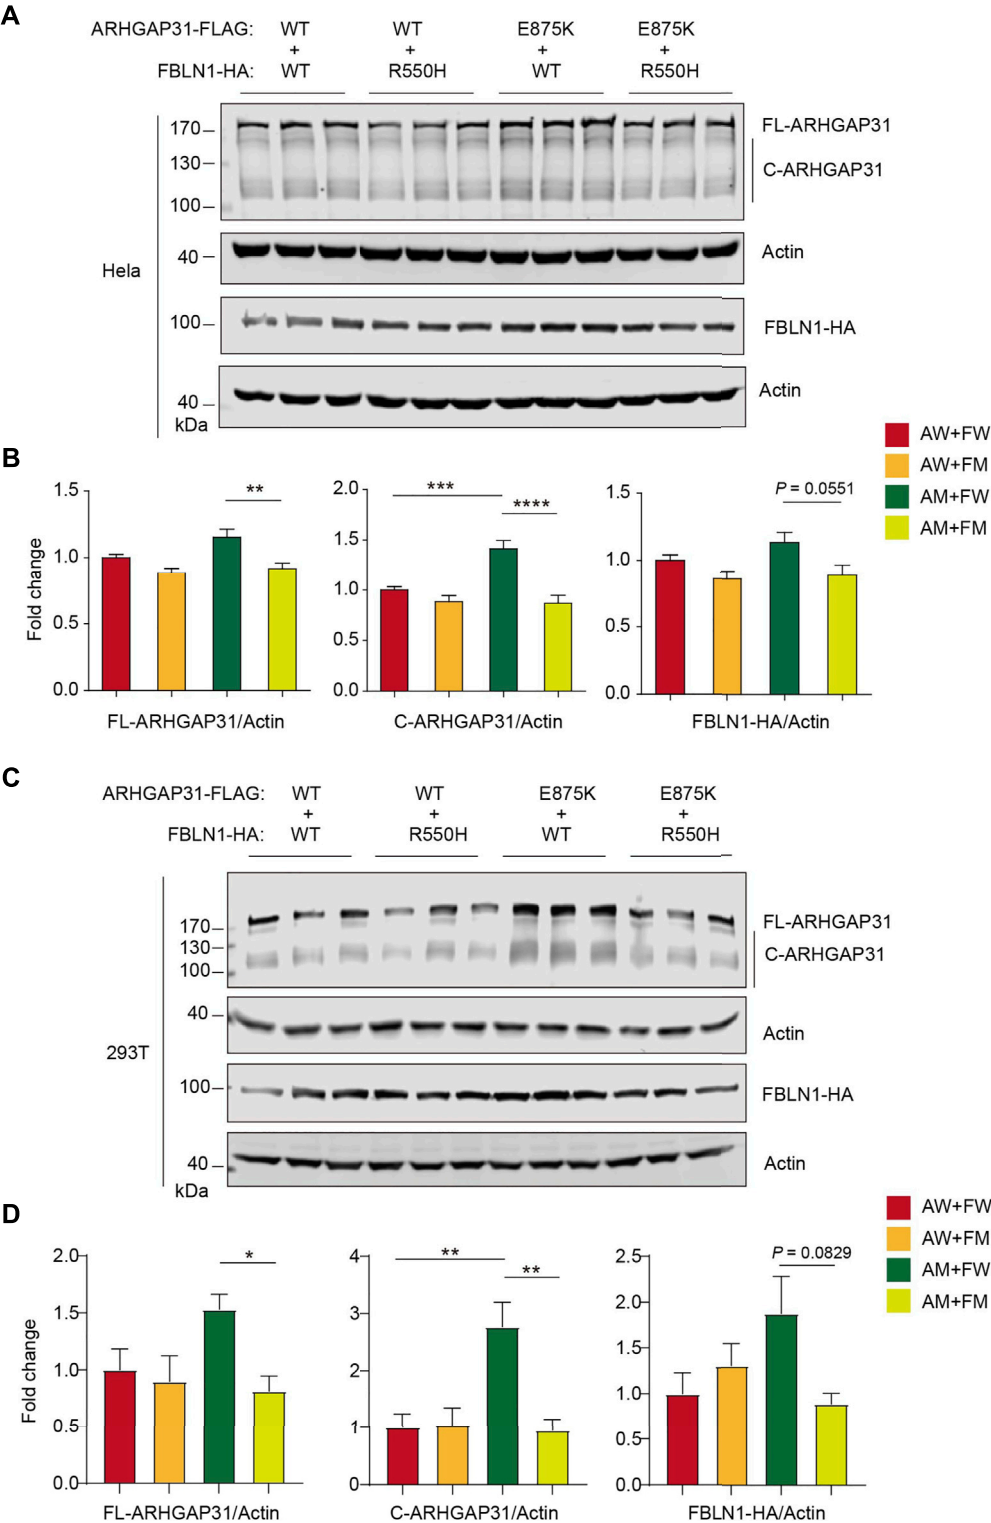 A
ARHGAP31-FLAG: WT WT E875K E875K
+ + + +
FBLN1-HA: WT R550H WT R550H
170 FL-ARHGAP31
130 C-ARHGAP31
100
Hela
40 Actin
100 FBLN1-HA
40 Actin
kDa
B
AW+FW
AW+FM
AM+FW
AM+FM
Fold change
1.5
1.0
0.5
0.0
**
FL-ARHGAP31/Actin
2.0
1.5
1.0
0.5
0.0
***
****
C-ARHGAP31/Actin
1.5
1.0
0.5
0.0
P = 0.0551
FBLN1-HA/Actin
C
ARHGAP31-FLAG: WT WT E875K E875K
+ + + +
FBLN1-HA: WT R550H WT R550H
170 FL-ARHGAP31
130 C-ARHGAP31
100
293T
40 Actin
100 FBLN1-HA
40 Actin
kDa
D
AW+FW
AW+FM
AM+FW
AM+FM
Fold change
2.0
1.5
1.0
0.5
0.0
*
FL-ARHGAP31/Actin
4
3
2
1
0
**
**
C-ARHGAP31/Actin
2.5
2.0
1.5
1.0
0.5
0.0
P = 0.0829
FBLN1-HA/Actin